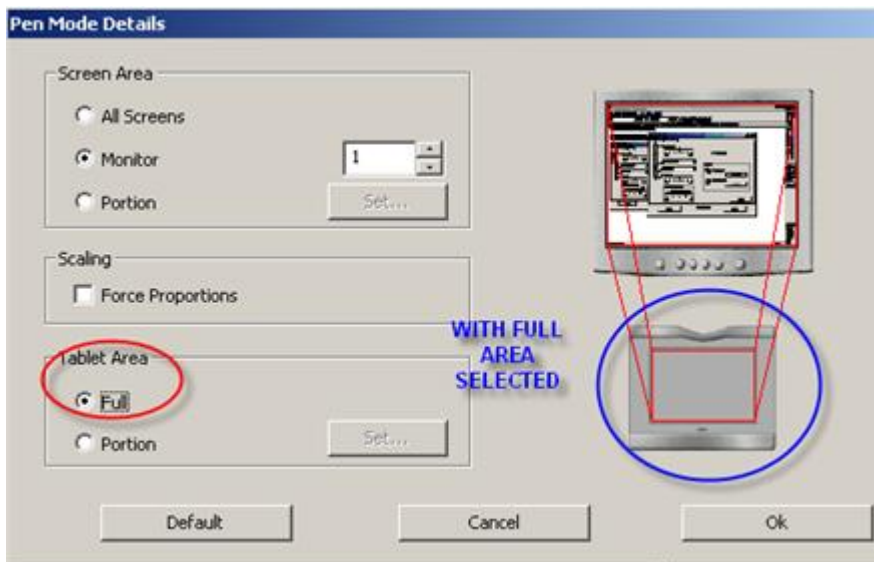 Pen Mode Details
Screen Area
All Screens
Monitor
1
Portion
Set...
Scaling
Force Proportions
WITH FULL
AREA
SELECTED
Tablet Area
Full
Portion
Set...
Default
Cancel
Ok